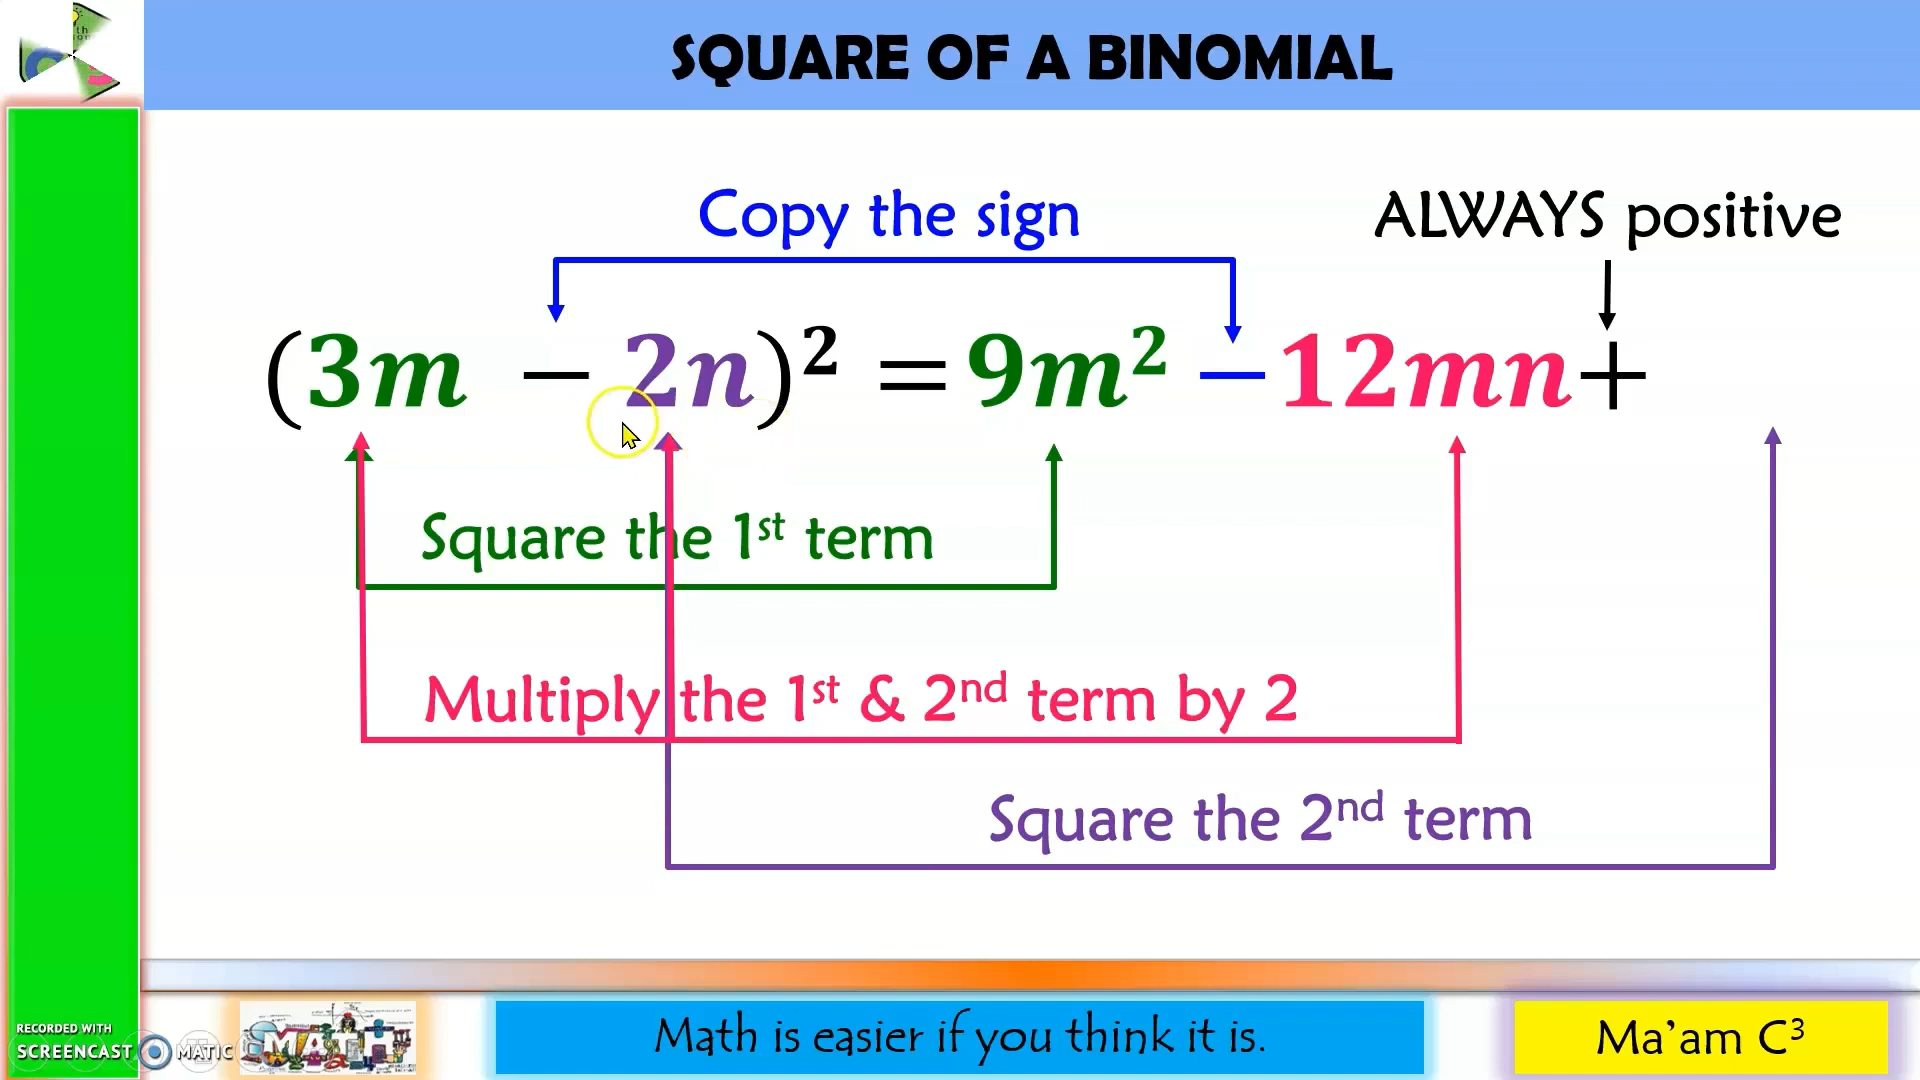 SQUARE OF A BINOMIAL
Copy the sign
ALWAYS positive
(3m − 2n)² = 9m² −12mn+
Square the 1st term
Multiply the 1st & 2nd term by 2
Square the 2nd term
RECORDED WITH
SCREENCAST MATIC
MATH
Math is easier if you think it is.
Ma’am C³